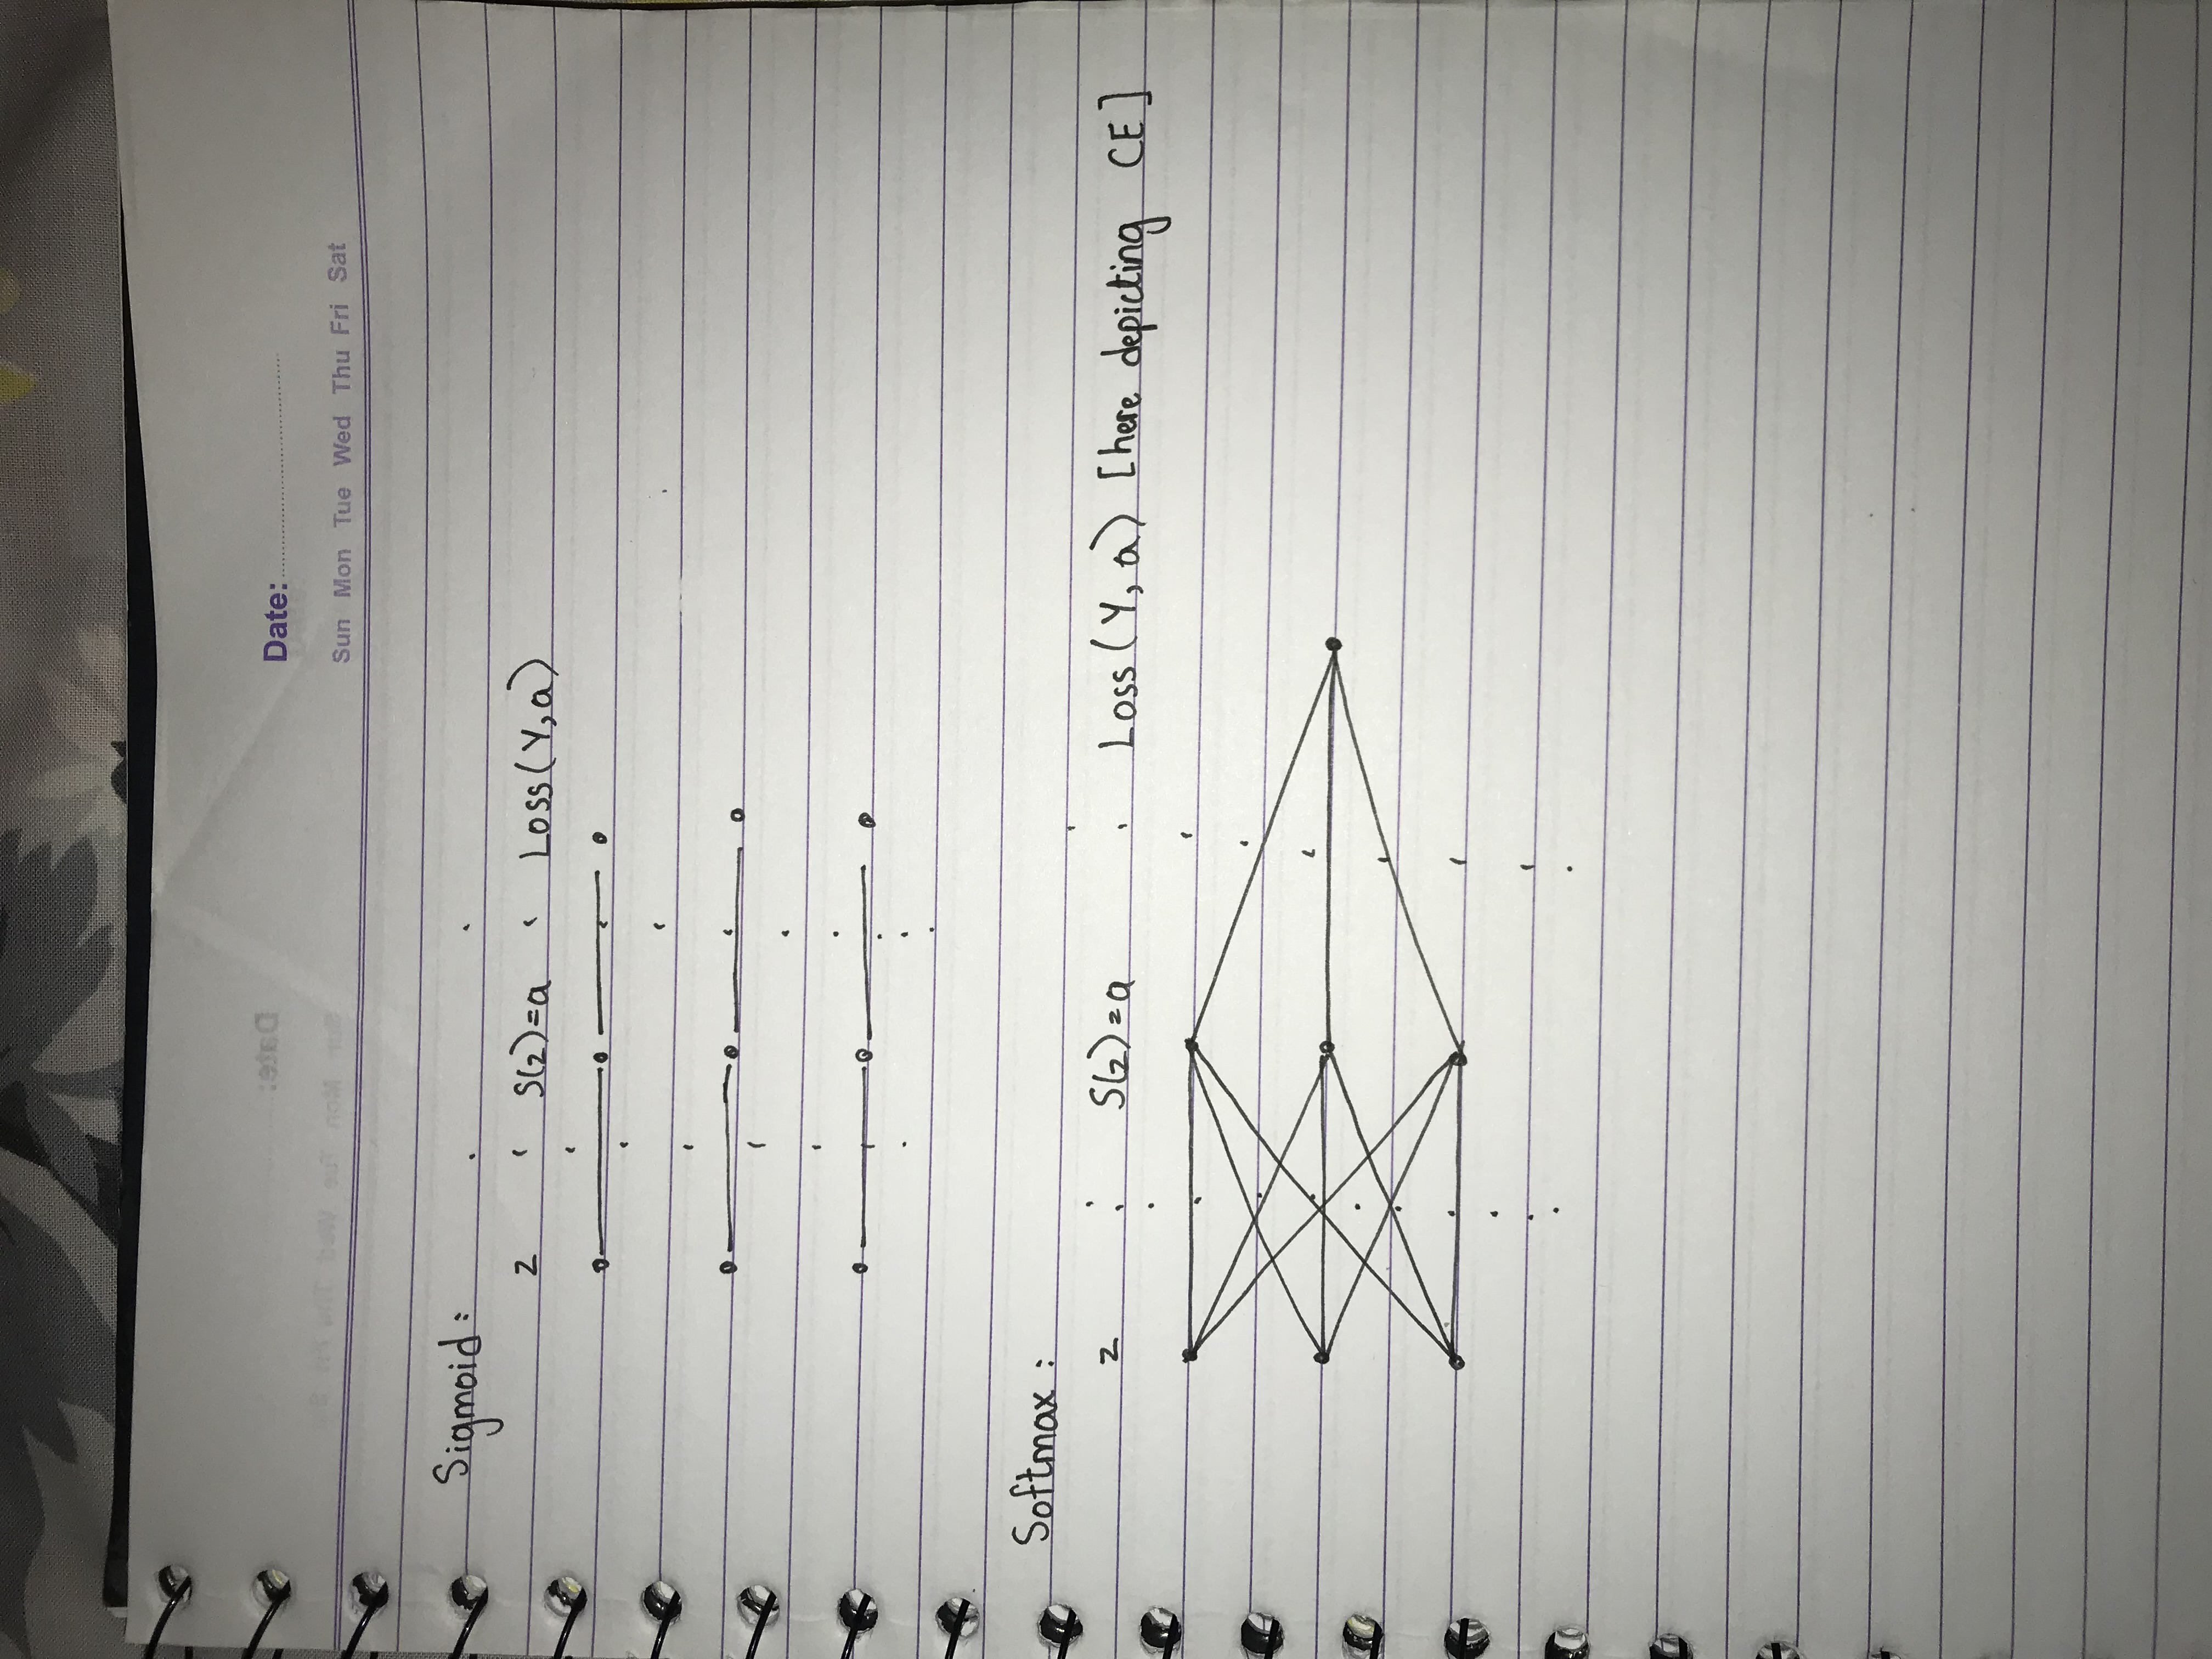 Date:
Sun Mon Tue Wed Thu Fri Sat
Sigmoid:
z S(z)=a Loss(Y,a)
Softmax:
z S(z)=a Loss(Y,a) [here depicting CE]